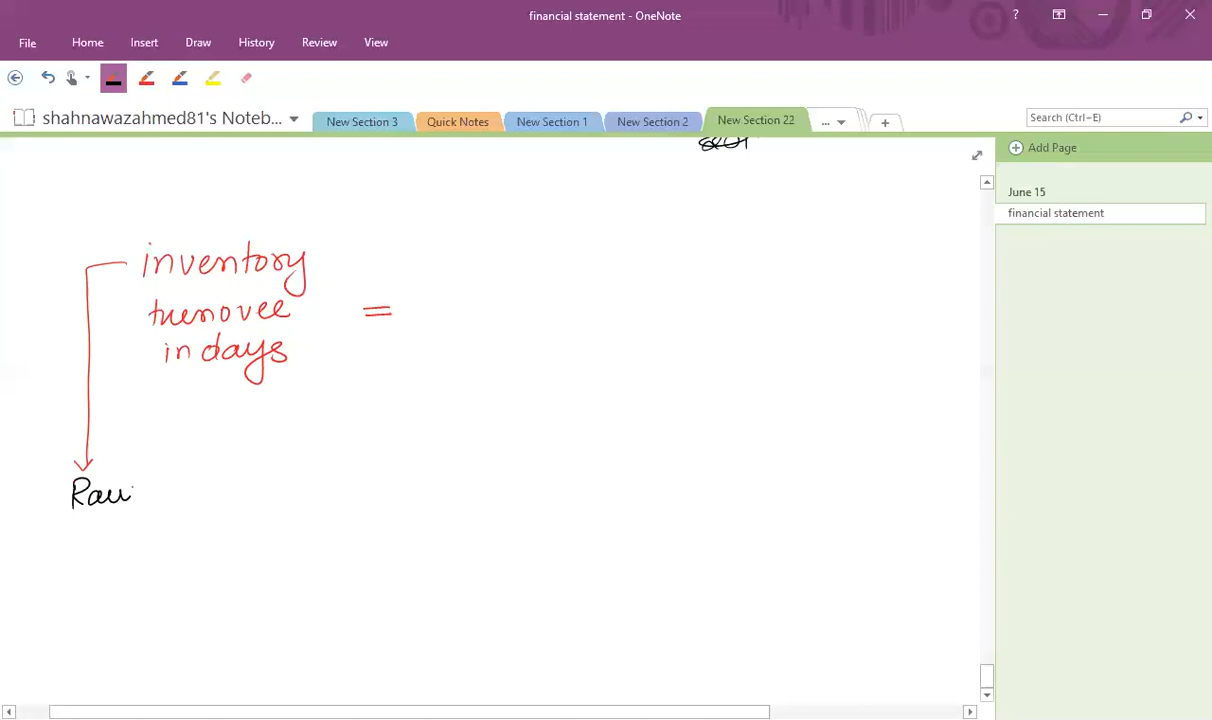 financial statement - OneNote
?
File
Home
Insert
Draw
History
Review
View
shahnawazahmed81's Noteb...
New Section 3
Quick Notes
New Section 1
New Section 2
New Section 22
...
Search (Ctrl+E)
Add Page
June 15
financial statement
inventory
turnover =
in days
Raw